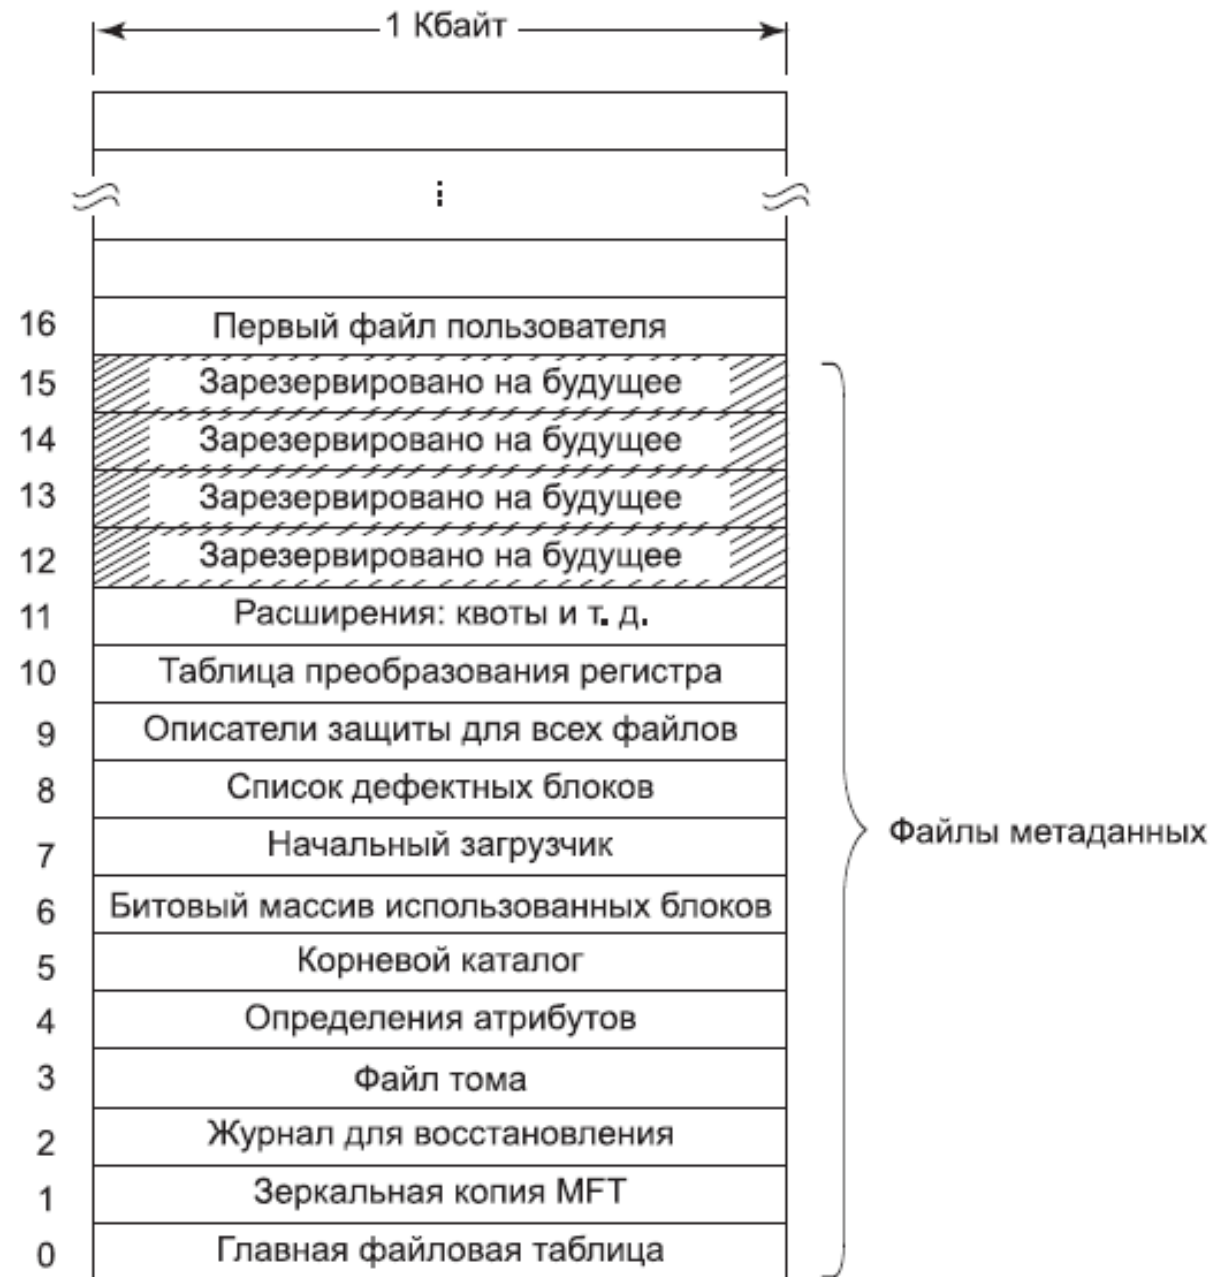 1 Кбайт
⋮
16 Первый файл пользователя
15 Зарезервировано на будущее
14 Зарезервировано на будущее
13 Зарезервировано на будущее
12 Зарезервировано на будущее
11 Расширения: квоты и т. д.
10 Таблица преобразования регистра
9 Описатели защиты для всех файлов
8 Список дефектных блоков
Файлы метаданных
7 Начальный загрузчик
6 Битовый массив использованных блоков
5 Корневой каталог
4 Определения атрибутов
3 Файл тома
2 Журнал для восстановления
1 Зеркальная копия MFT
0 Главная файловая таблица